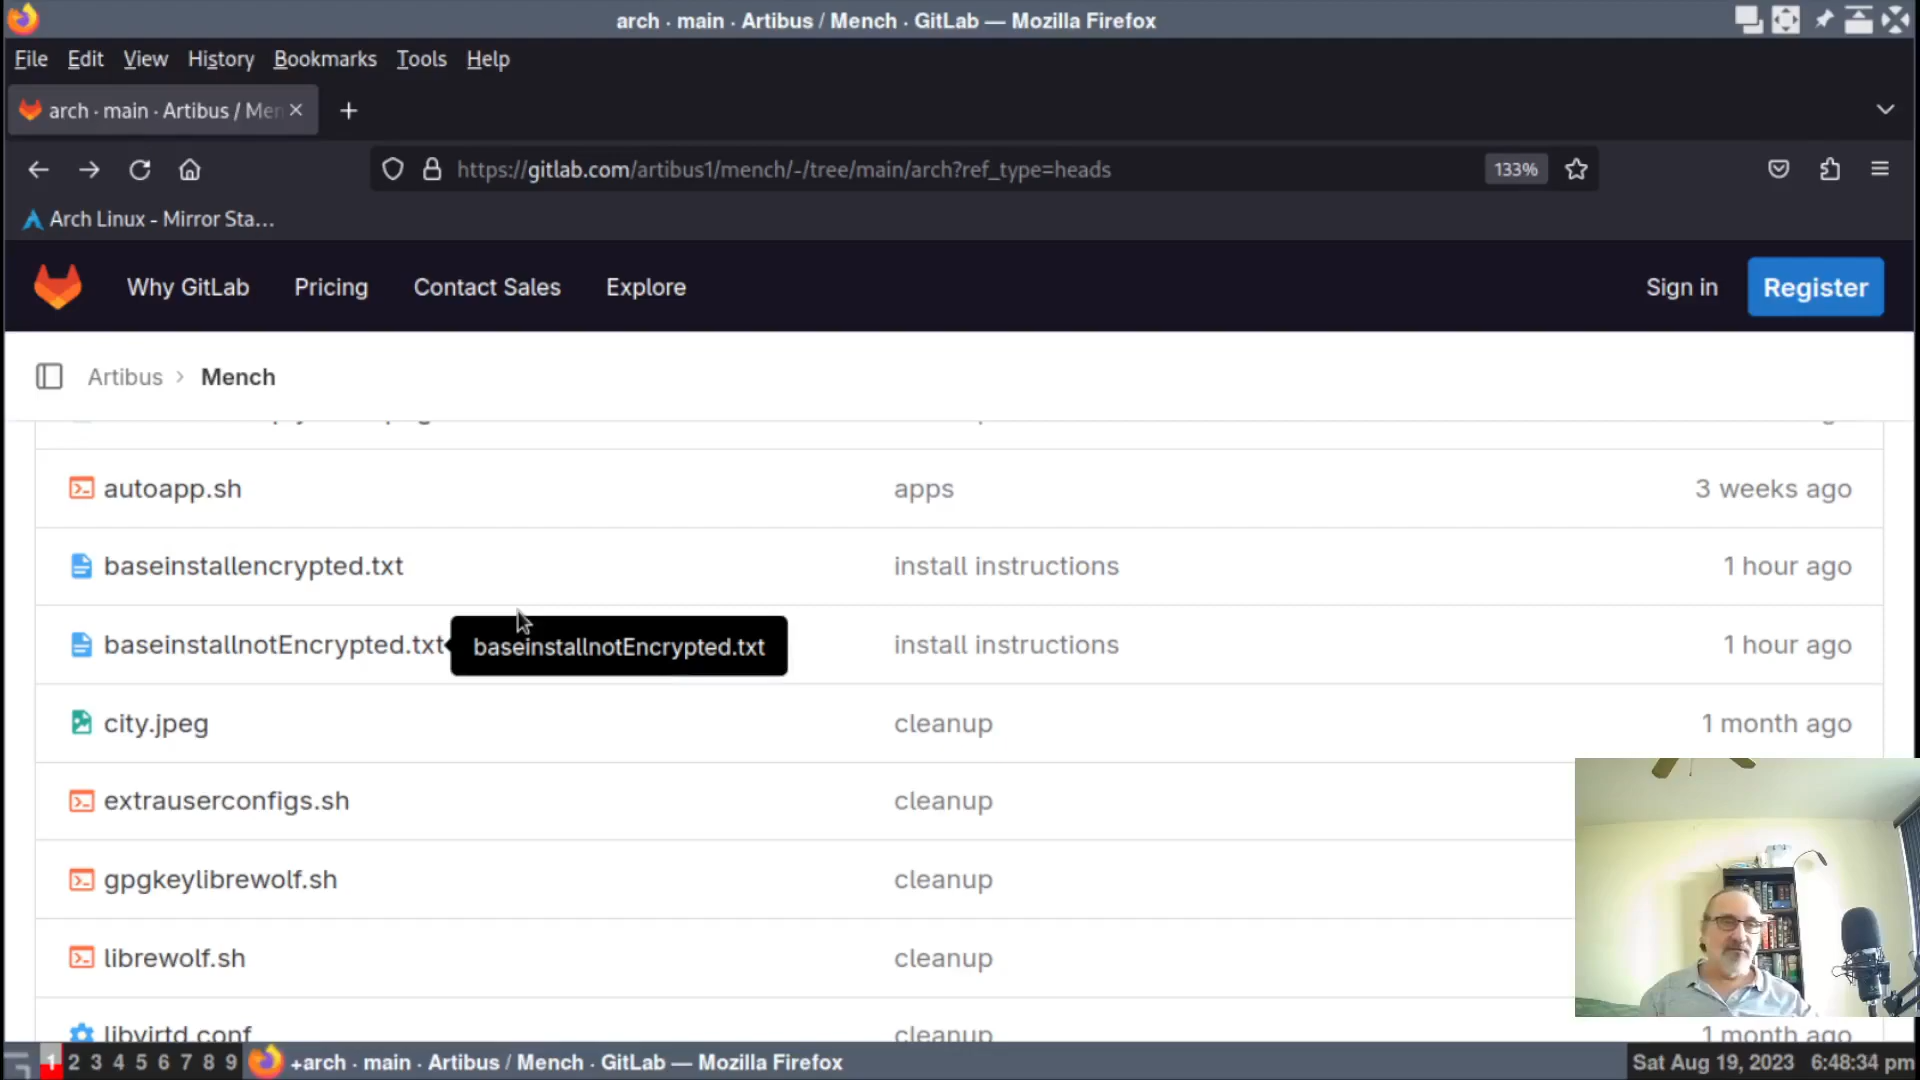 arch · main · Artibus / Mench · GitLab — Mozilla Firefox
File Edit View History Bookmarks Tools Help
arch · main · Artibus / Men
https://gitlab.com/artibus1/mench/-/tree/main/arch?ref_type=heads 133%
Arch Linux - Mirror Sta...
Why GitLab Pricing Contact Sales Explore Sign in Register
Artibus › Mench
autoapp.sh apps 3 weeks ago
baseinstallencrypted.txt install instructions 1 hour ago
baseinstallnotEncrypted.txt baseinstallnotEncrypted.txt install instructions 1 hour ago
city.jpeg cleanup 1 month ago
extrauserconfigs.sh cleanup
gpgkeylibrewolf.sh cleanup
librewolf.sh cleanup
libvirtd.conf cleanup 1 month ago
1 2 3 4 5 6 7 8 9 +arch · main · Artibus / Mench · GitLab — Mozilla Firefox Sat Aug 19, 2023 6:48:34 pm